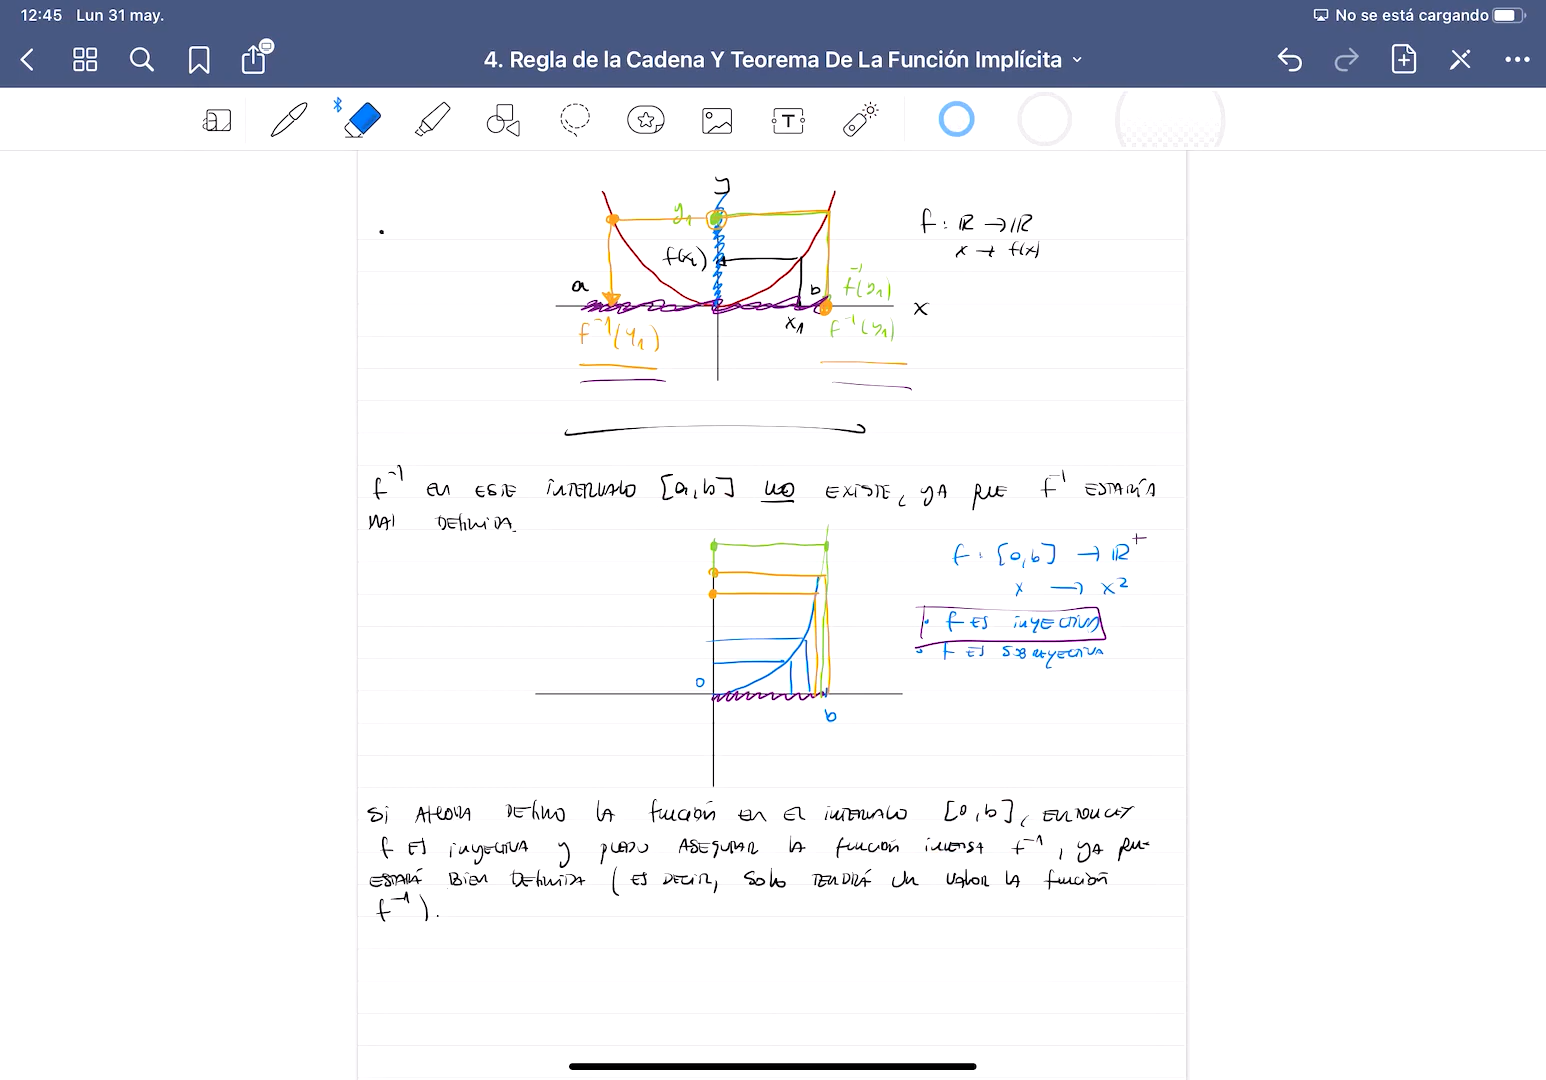 12:45 Lun 31 may.
No se está cargando
4. Regla de la Cadena Y Teorema De La Función Implícita
y
y₁
f : ℝ → ℝ
x → f(x)
f(x₁)
a
b
f⁻¹(y₁)
x
x₁
f⁻¹(y₁)
f⁻¹(y₁)
f⁻¹ EN ESTE INTERVALO [a,b] NO EXISTE, YA QUE f⁻¹ ESTARÍA
MAL DEFINIDA.
f : [0,b] → ℝ⁺
x → x²
• f ES INYECTIVA
• f ES SOBREYECTIVA
0
b
Si AHORA DEFINO LA función EN EL INTERVALO [0,b], ENTONCES
f ES inyECTIVA y PUEDO ASEGURAR LA función inversa f⁻¹, YA QUE
ESTARÁ BIEN DEFINIDA (ES DECIR, SOLO TENDRÁ UN VALOR LA función
f⁻¹).